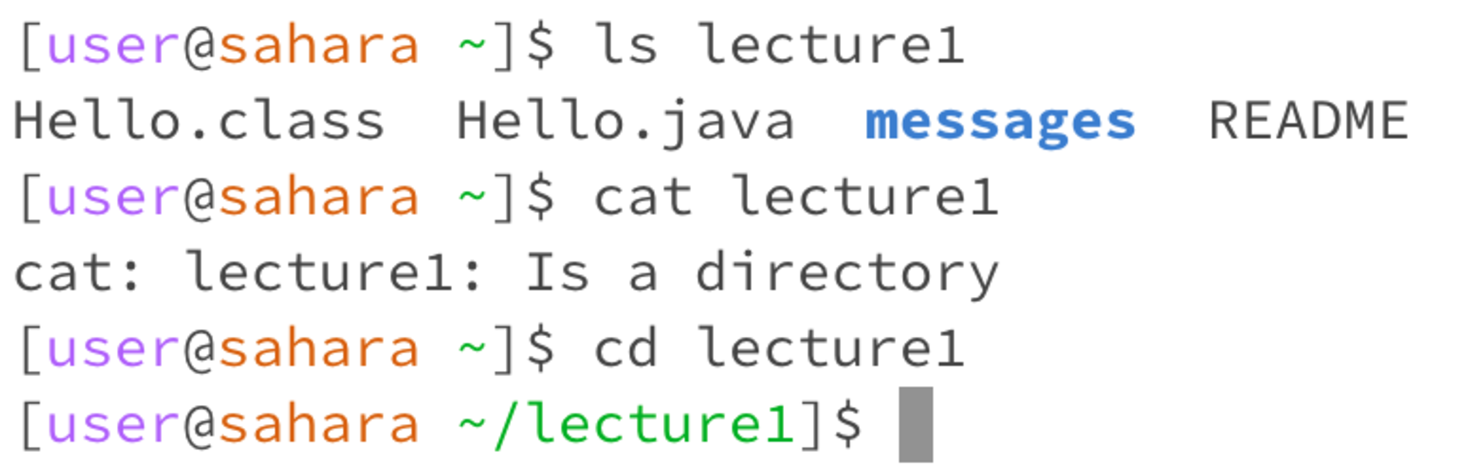 [user@sahara ~]$ ls lecture1
Hello.class  Hello.java  messages  README
[user@sahara ~]$ cat lecture1
cat: lecture1: Is a directory
[user@sahara ~]$ cd lecture1
[user@sahara ~/lecture1]$